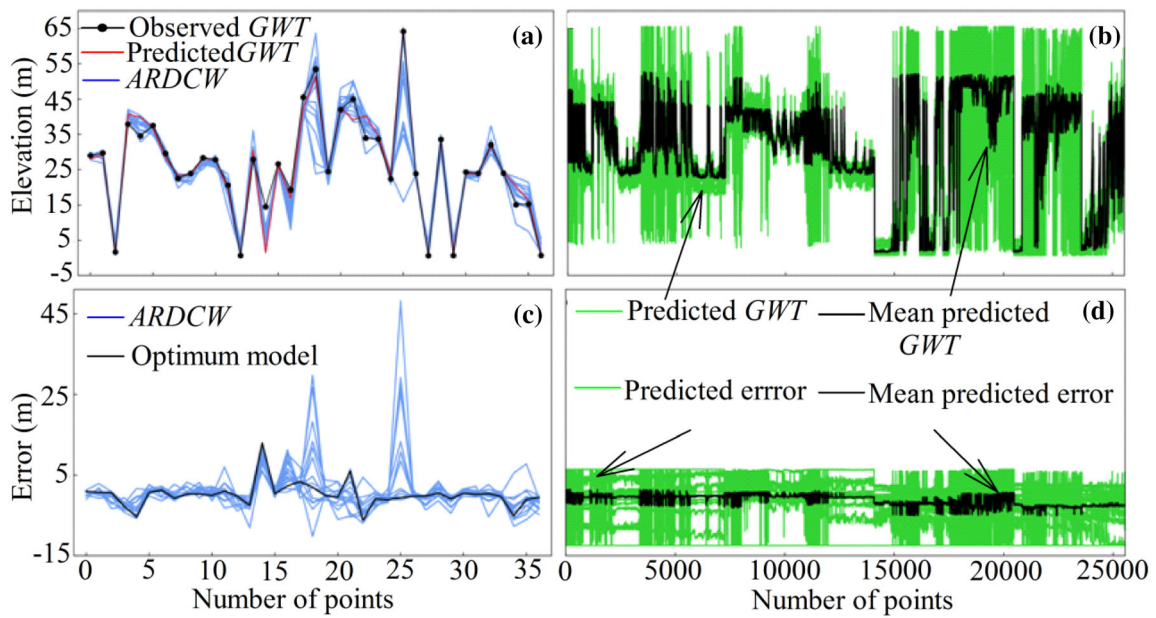 65
55
45
35
25
15
5
-5
Elevation (m)
Observed GWT
PredictedGWT
ARDCW
(a)
(b)
45
25
5
-15
Error (m)
ARDCW
Optimum model
(c)
Predicted GWT
Mean predicted
GWT
(d)
Predicted errror
Mean predicted error
0 5 10 15 20 25 30 35
Number of points
0 5000 10000 15000 20000 25000
Number of points